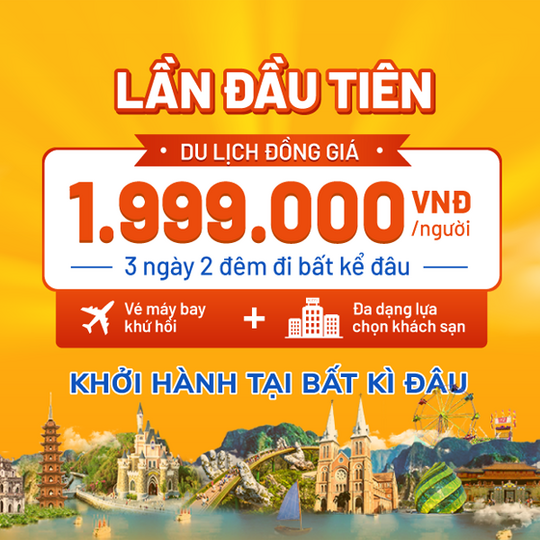 LẦN ĐẦU TIÊN
• DU LỊCH ĐỒNG GIÁ •
1.999.000 VNĐ
/người
3 ngày 2 đêm đi bất kể đâu
Vé máy bay
khứ hồi
+
Đa dạng lựa
chọn khách sạn
KHỞI HÀNH TẠI BẤT KÌ ĐÂU